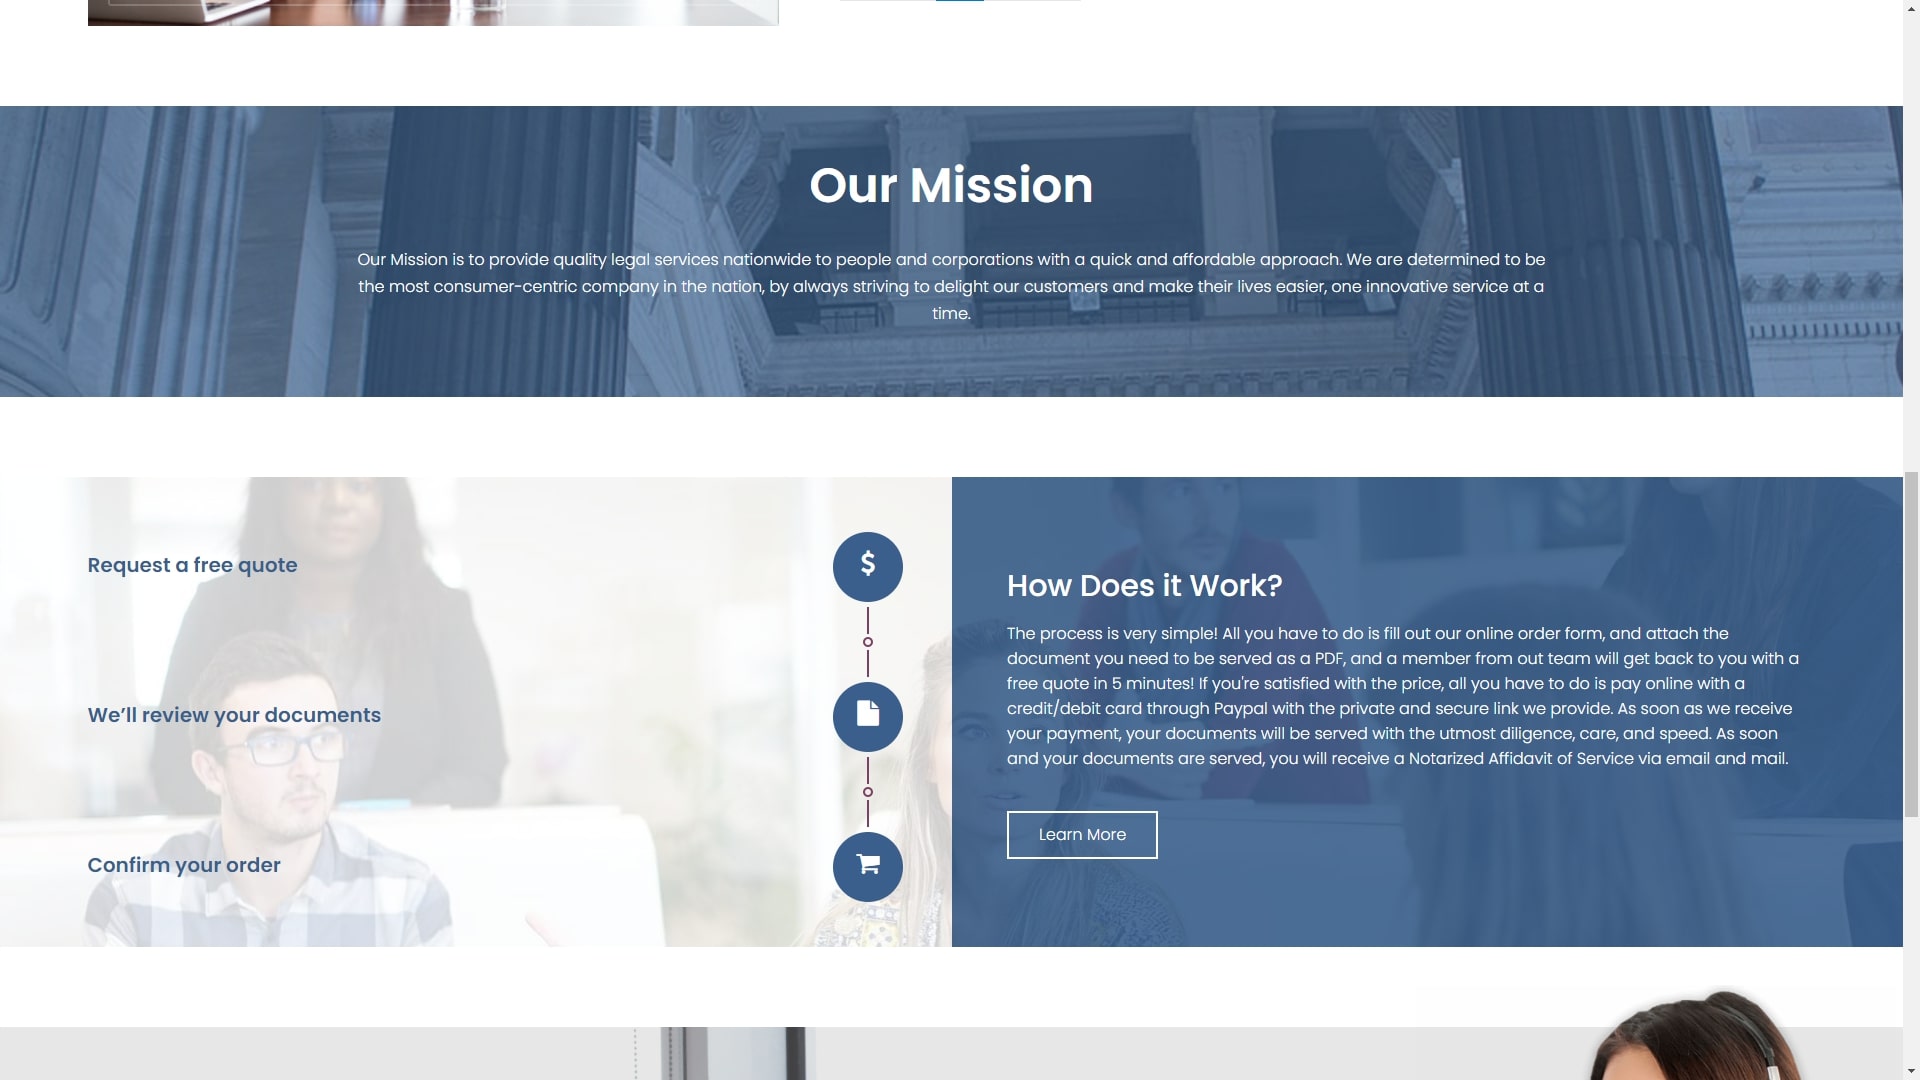 Our Mission
Our Mission is to provide quality legal services nationwide to people and corporations with a quick and affordable approach. We are determined to be
the most consumer-centric company in the nation, by always striving to delight our customers and make their lives easier, one innovative service at a
time.
Request a free quote
We’ll review your documents
Confirm your order
How Does it Work?
The process is very simple! All you have to do is fill out our online order form, and attach the
document you need to be served as a PDF, and a member from out team will get back to you with a
free quote in 5 minutes! If you're satisfied with the price, all you have to do is pay online with a
credit/debit card through Paypal with the private and secure link we provide. As soon as we receive
your payment, your documents will be served with the utmost diligence, care, and speed. As soon
and your documents are served, you will receive a Notarized Affidavit of Service via email and mail.
Learn More